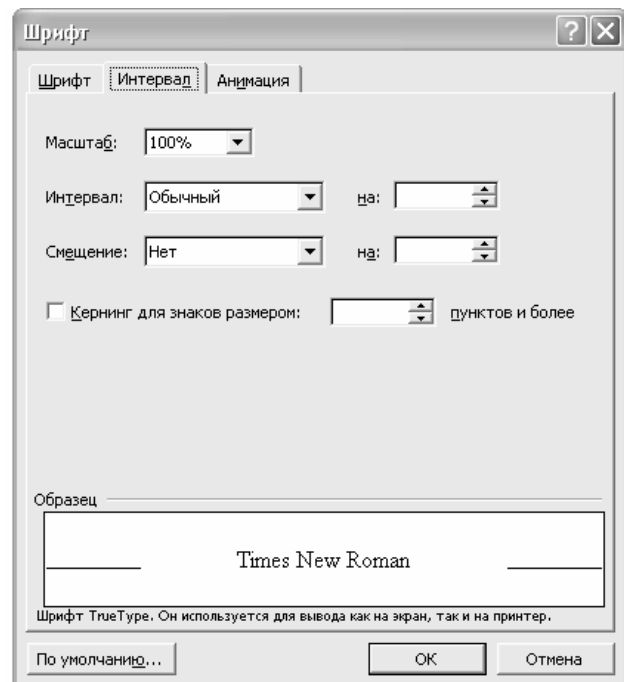 Шрифт
Шрифт Интервал Анимация
Масштаб: 100%
Интервал: Обычный на:
Смещение: Нет на:
Кернинг для знаков размером: пунктов и более
Образец
Times New Roman
Шрифт TrueType. Он используется для вывода как на экран, так и на принтер.
По умолчанию... ОК Отмена